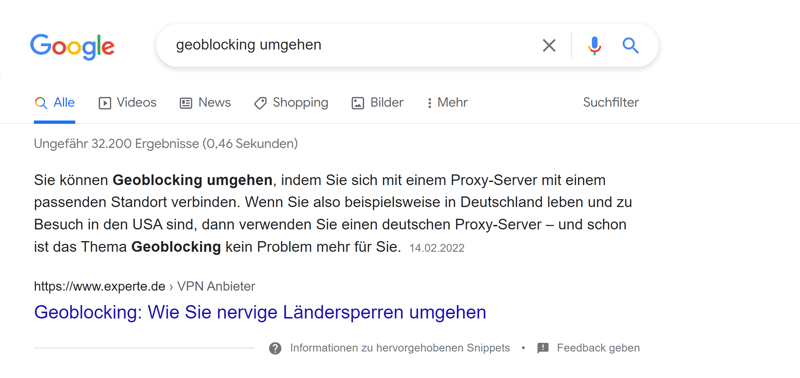 Google
geoblocking umgehen
Alle Videos News Shopping Bilder Mehr Suchfilter
Ungefähr 32.200 Ergebnisse (0,46 Sekunden)
Sie können Geoblocking umgehen, indem Sie sich mit einem Proxy-Server mit einem
passenden Standort verbinden. Wenn Sie also beispielsweise in Deutschland leben und zu
Besuch in den USA sind, dann verwenden Sie einen deutschen Proxy-Server – und schon
ist das Thema Geoblocking kein Problem mehr für Sie. 14.02.2022
https://www.experte.de › VPN Anbieter
Geoblocking: Wie Sie nervige Ländersperren umgehen
Informationen zu hervorgehobenen Snippets • Feedback geben